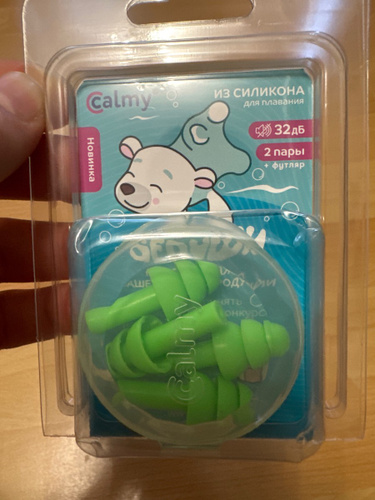 Calmy
ИЗ СИЛИКОНА
для плавания
Новинка
32дБ
2 пары
+ футляр
Calmy